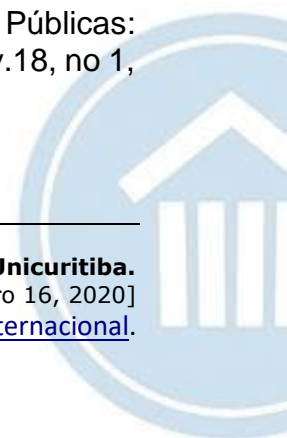 Públicas:
v.18, no 1,
Unicuritiba.
ro 16, 2020]
ternacional.